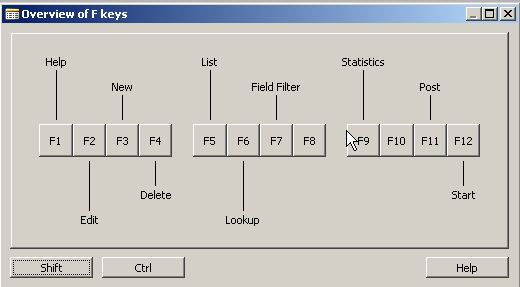 Overview of F keys
Help List Statistics
New Field Filter Post
F1 F2 F3 F4 F5 F6 F7 F8 F9 F10 F11 F12
Delete Start
Edit Lookup
Shift Ctrl Help